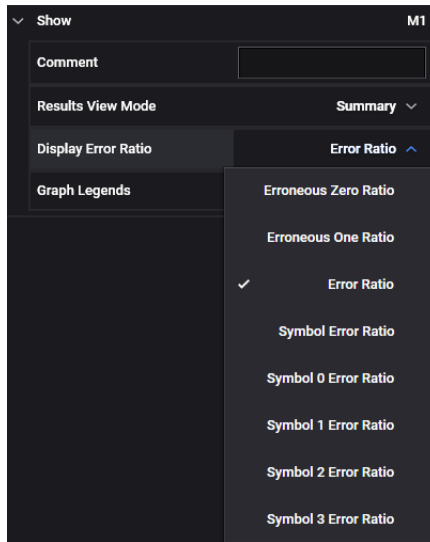 Show M1
Comment
Results View Mode Summary
Display Error Ratio Error Ratio
Graph Legends
Erroneous Zero Ratio
Erroneous One Ratio
Error Ratio
Symbol Error Ratio
Symbol 0 Error Ratio
Symbol 1 Error Ratio
Symbol 2 Error Ratio
Symbol 3 Error Ratio